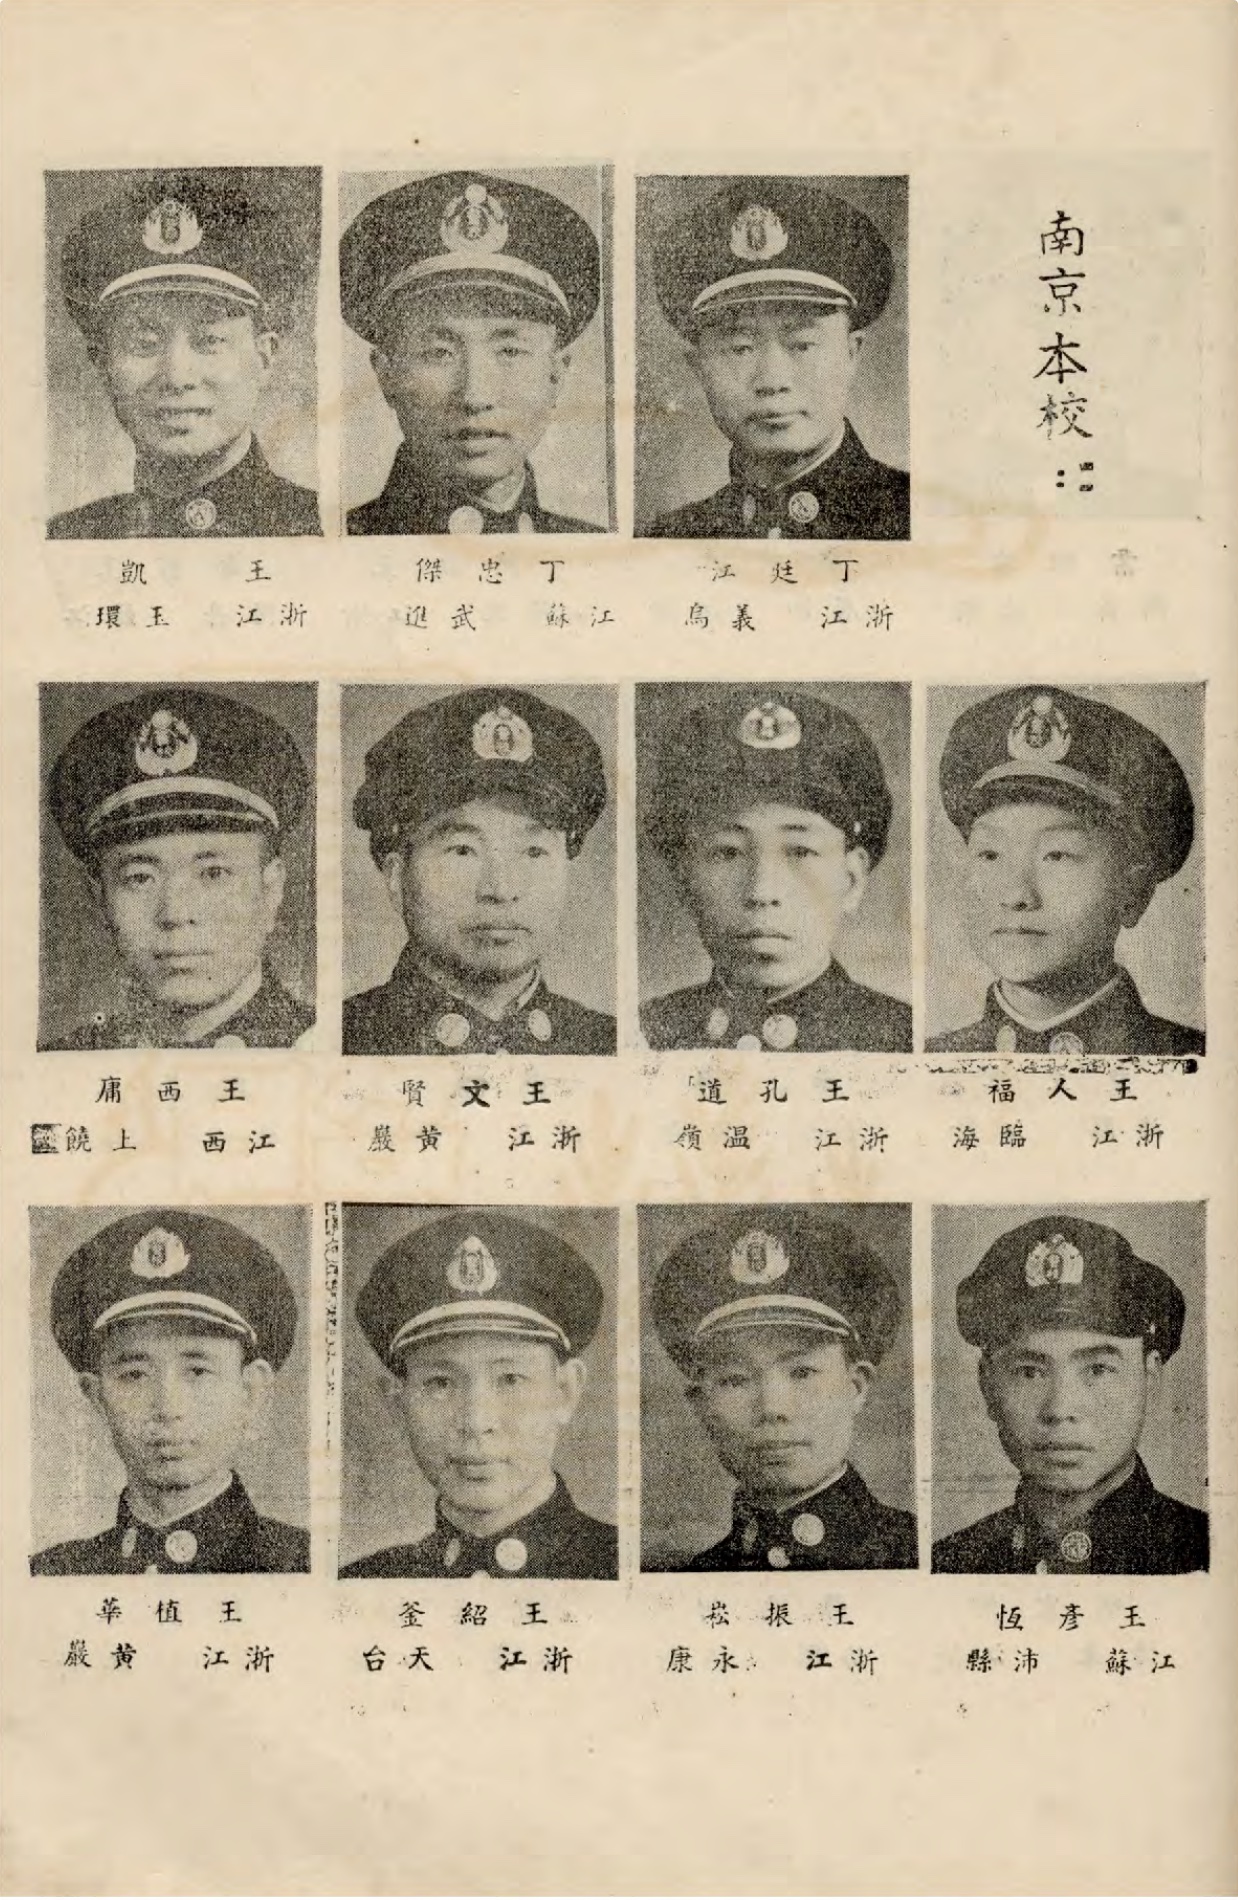 南京本校：
丁廷江
浙江 義烏
丁忠傑
江蘇 武進
王凱
浙江 玉環
王人福
浙江 臨海
王孔道
浙江 温嶺
王文賢
浙江 黄巖
王西庸
江西 上饒
王彥恆
江蘇 沛縣
王振崧
浙江 永康
王紹釜
浙江 天台
王植華
浙江 黄巖